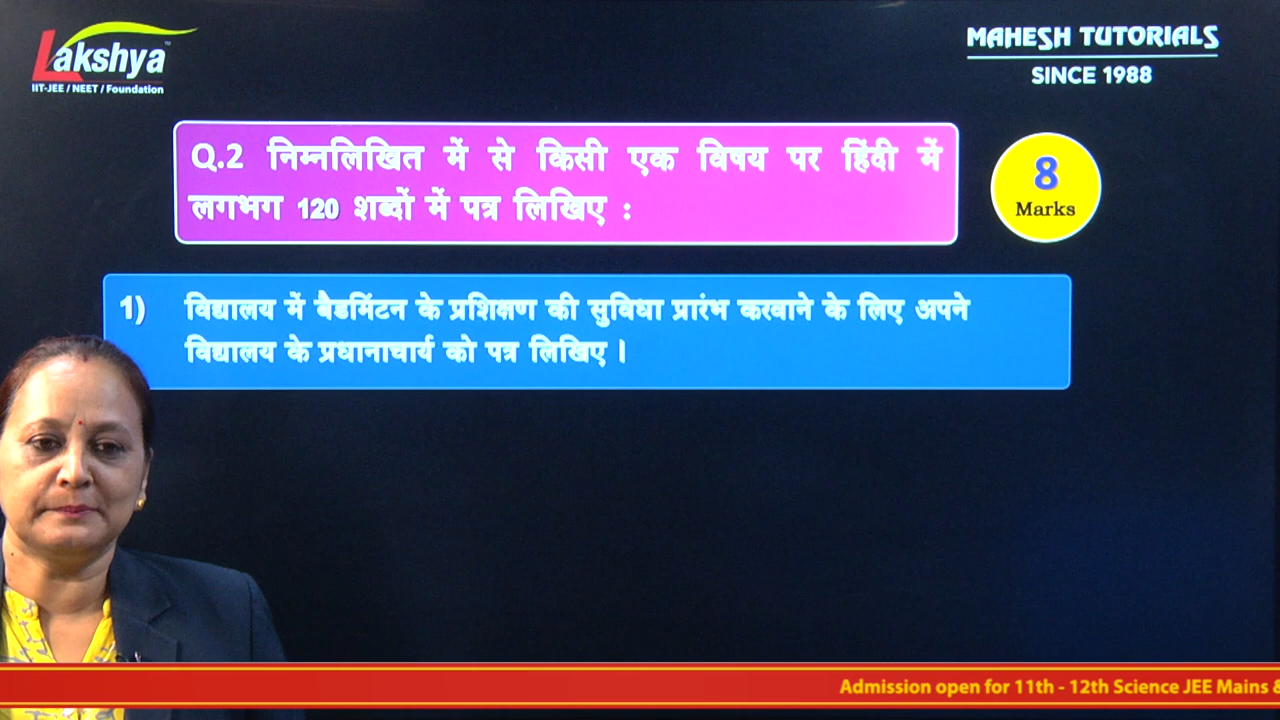 Lakshya
IIT-JEE / NEET / Foundation
MAHESH TUTORIALS
SINCE 1988
Q.2 निम्नलिखित में से किसी एक विषय पर हिंदी में
लगभग 120 शब्दों में पत्र लिखिए :
8
Marks
1) विद्यालय में बैडमिंटन के प्रशिक्षण की सुविधा प्रारंभ करवाने के लिए अपने
विद्यालय के प्रधानाचार्य को पत्र लिखिए।
Admission open for 11th - 12th Science JEE Mains &